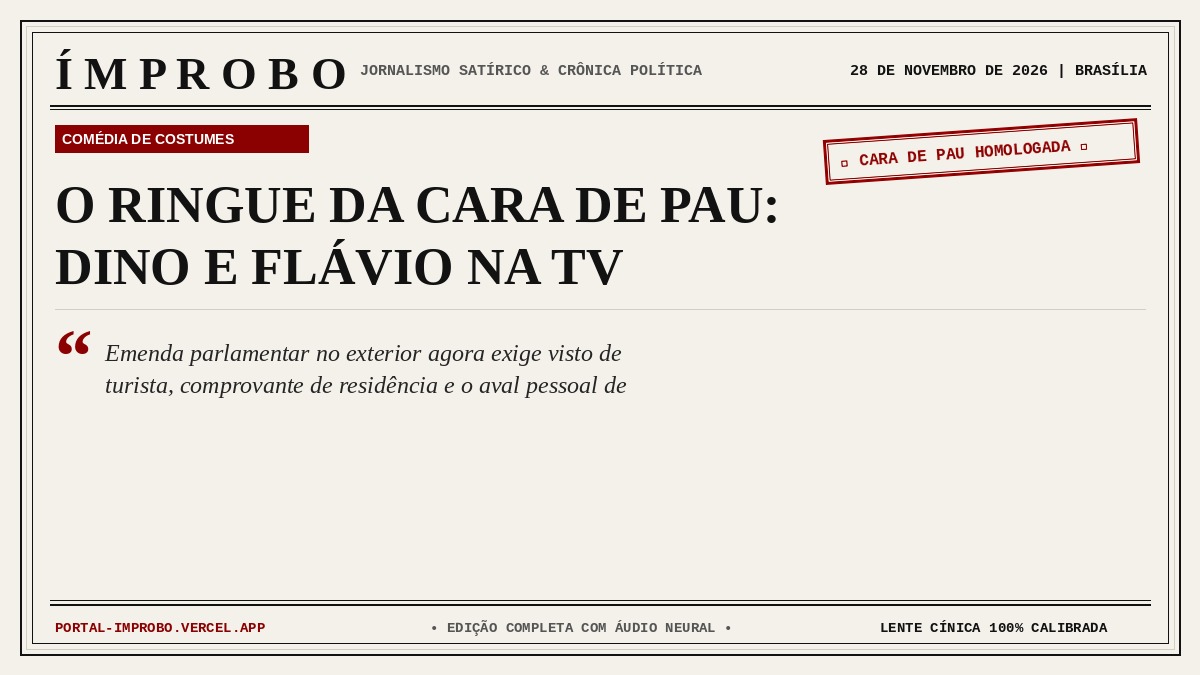 ÍMPROBO JORNALISMO SATÍRICO & CRÔNICA POLÍTICA 28 DE NOVEMBRO DE 2026 | BRASÍLIA
COMÉDIA DE COSTUMES
CARA DE PAU HOMOLOGADA
O RINGUE DA CARA DE PAU:
DINO E FLÁVIO NA TV
“Emenda parlamentar no exterior agora exige visto de
turista, comprovante de residência e o aval pessoal de
PORTAL-IMPROBO.VERCEL.APP • EDIÇÃO COMPLETA COM ÁUDIO NEURAL • LENTE CÍNICA 100% CALIBRADA